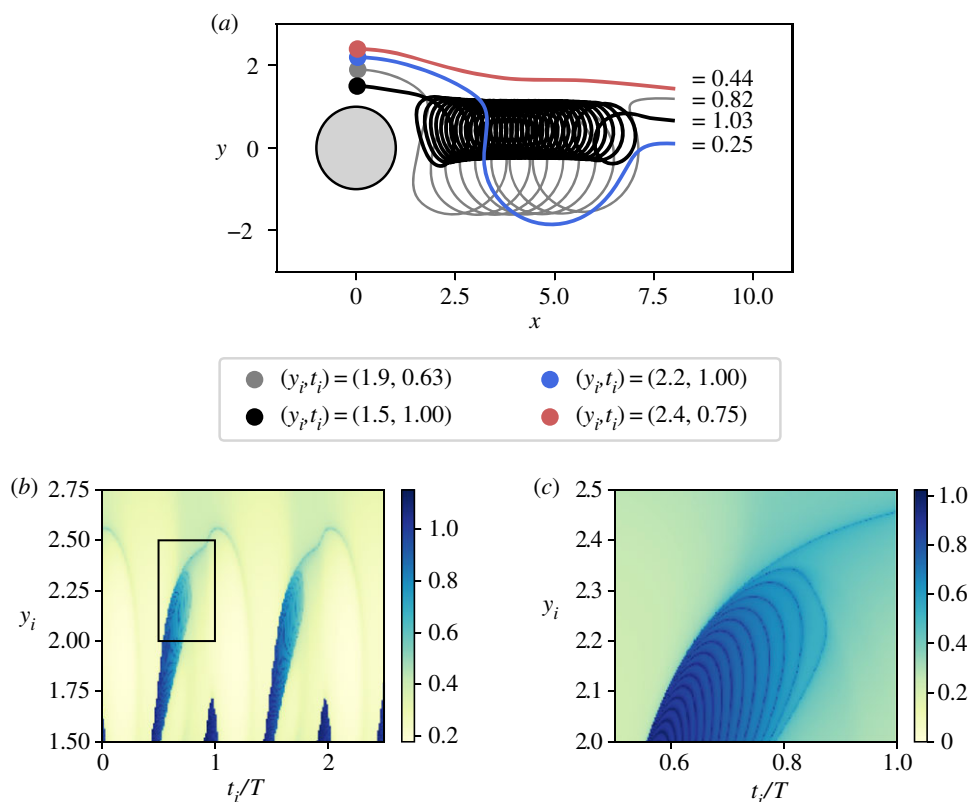 (a)
2
0
−2
y
= 0.44
= 0.82
= 1.03
= 0.25
0 2.5 5.0 7.5 10.0
x
(y_i, t_i) = (1.9, 0.63) (y_i, t_i) = (2.2, 1.00)
(y_i, t_i) = (1.5, 1.00) (y_i, t_i) = (2.4, 0.75)
(b)
2.75
2.50
2.25
2.00
1.75
1.50
y_i
0 1 2
t_i/T
1.0
0.8
0.6
0.4
0.2
(c)
2.5
2.4
2.3
2.2
2.1
2.0
y_i
0.6 0.8 1.0
t_i/T
1.0
0.8
0.6
0.4
0.2
0